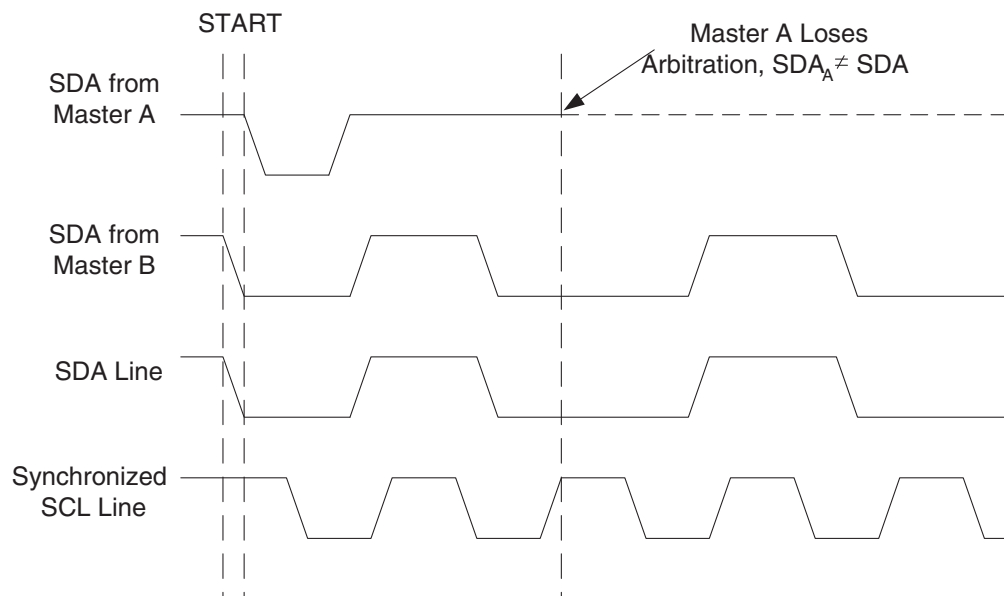 START
Master A Loses
Arbitration, SDA_A ≠ SDA
SDA from
Master A
SDA from
Master B
SDA Line
Synchronized
SCL Line